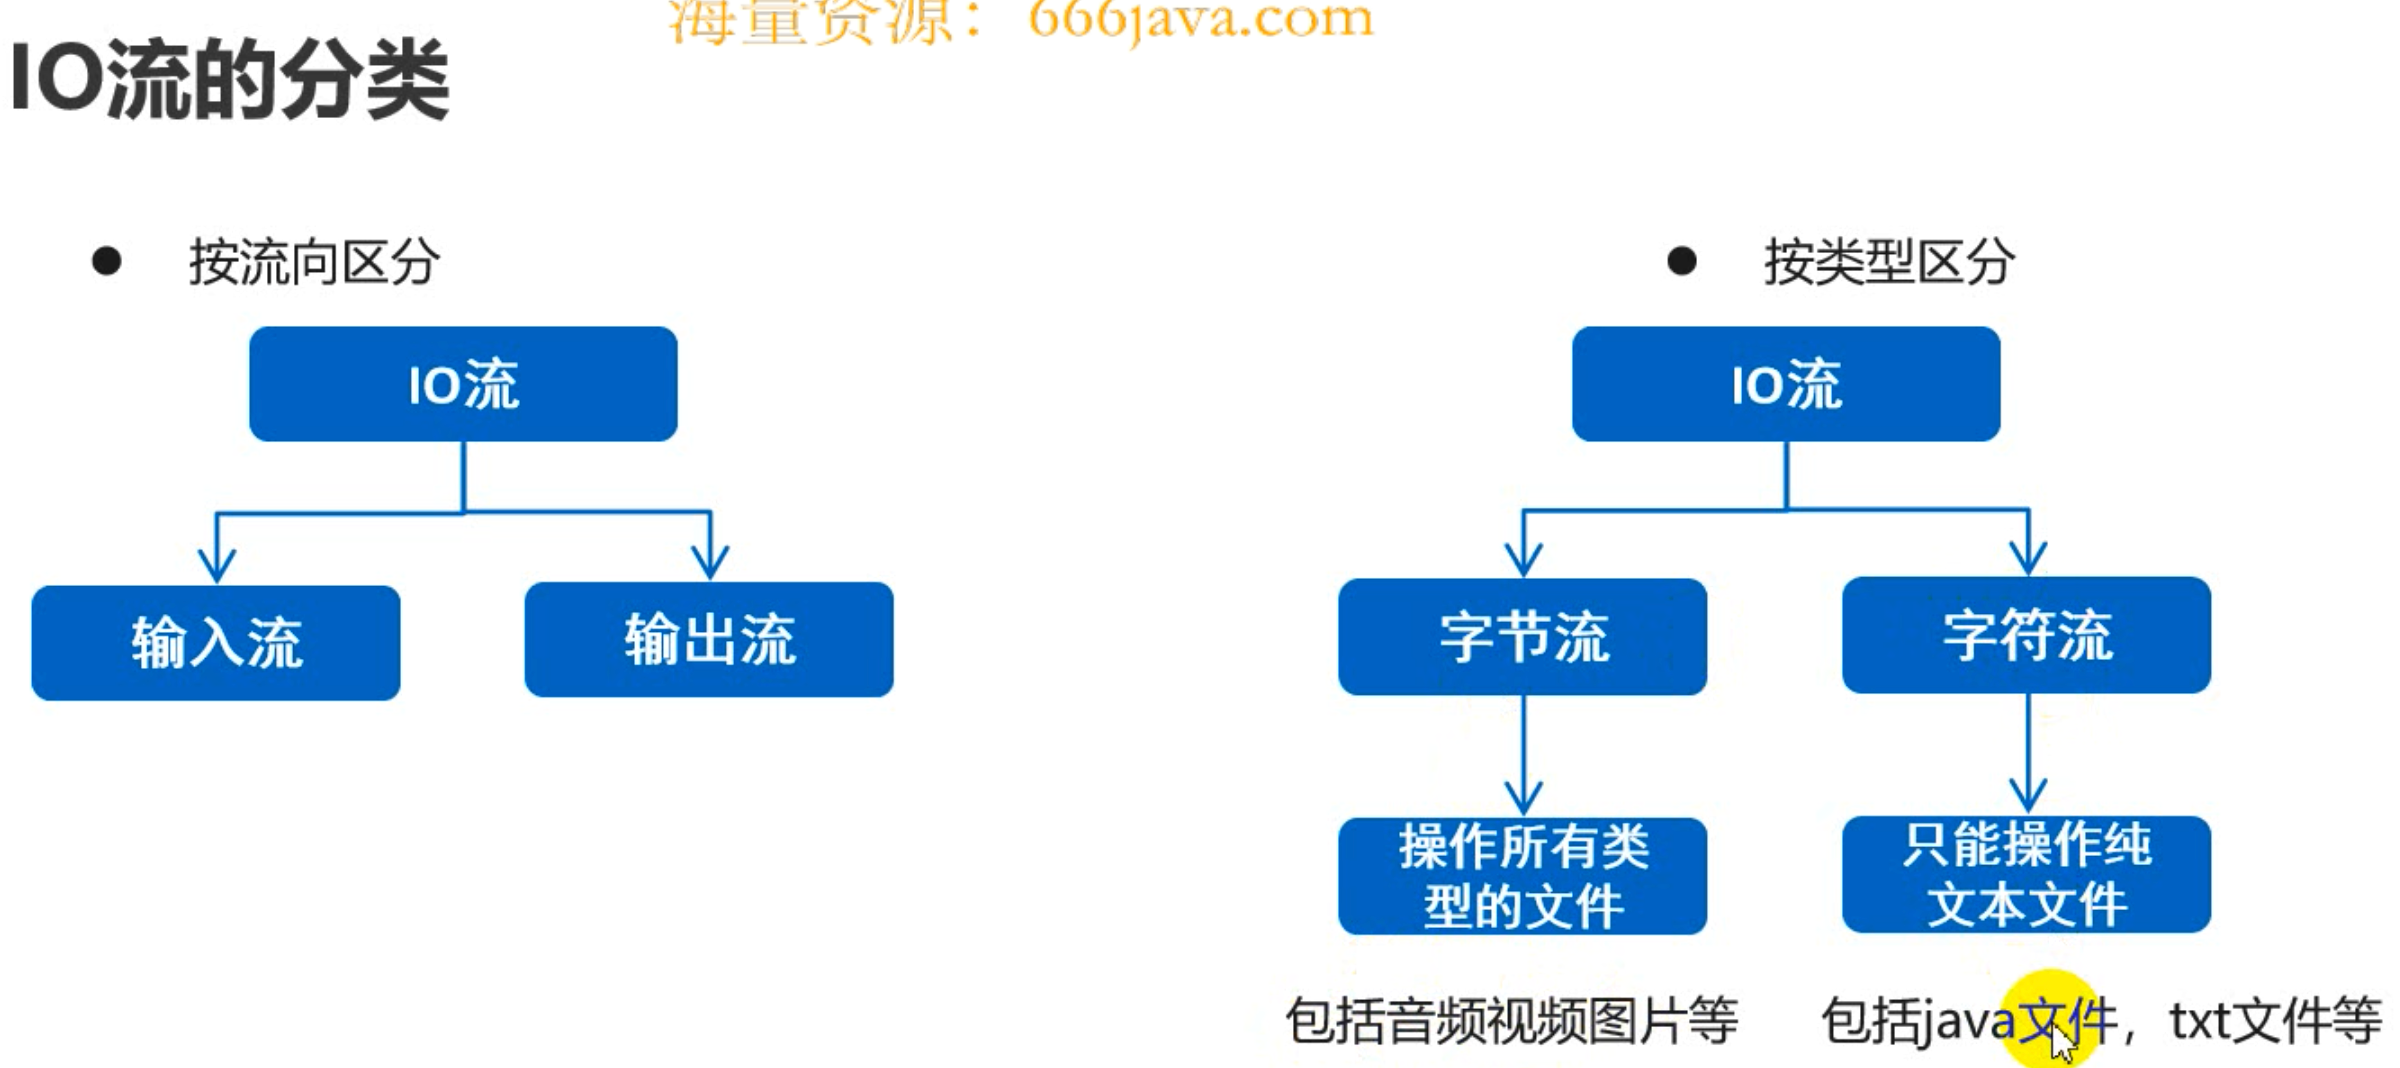 海量资源：666java.com
IO流的分类
● 按流向区分
IO流
输入流
输出流
● 按类型区分
IO流
字节流
字符流
操作所有类
型的文件
只能操作纯
文本文件
包括音频视频图片等
包括java文件，txt文件等